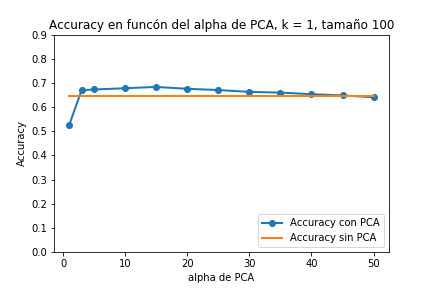 Accuracy en funcón del alpha de PCA, k = 1, tamaño 100
0.9
0.8
0.7
0.6
0.5
0.4
0.3
0.2
0.1
0.0
Accuracy
Accuracy con PCA
Accuracy sin PCA
0 10 20 30 40 50
alpha de PCA